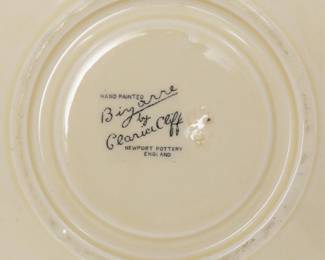 HAND PAINTED
Bizarre
by
Clarice Cliff
NEWPORT POTTERY
ENGLAND